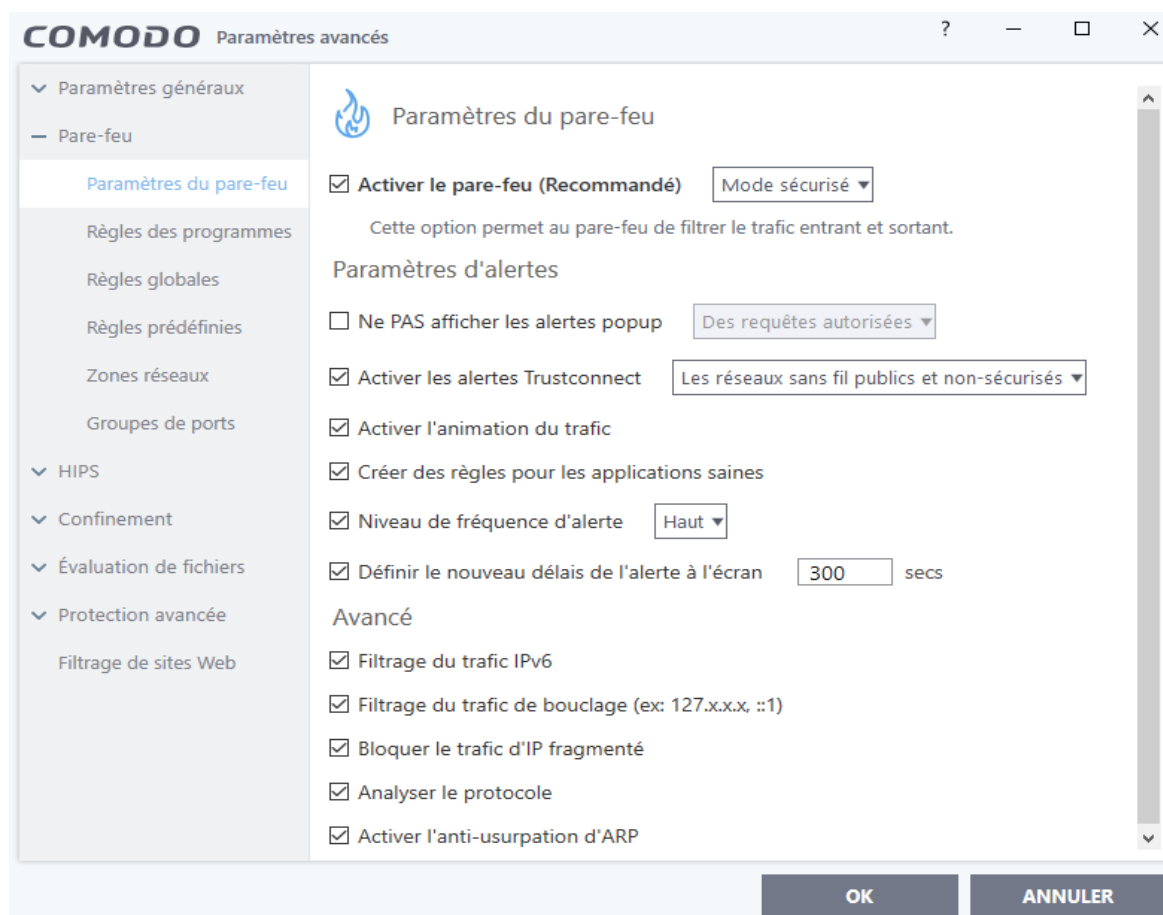 COMODO Paramètres avancés ?
Paramètres généraux
Pare-feu
Paramètres du pare-feu
Règles des programmes
Règles globales
Règles prédéfinies
Zones réseaux
Groupes de ports
HIPS
Confinement
Évaluation de fichiers
Protection avancée
Filtrage de sites Web
Paramètres du pare-feu
Activer le pare-feu (Recommandé) Mode sécurisé
Cette option permet au pare-feu de filtrer le trafic entrant et sortant.
Paramètres d'alertes
Ne PAS afficher les alertes popup Des requêtes autorisées
Activer les alertes Trustconnect Les réseaux sans fil publics et non-sécurisés
Activer l'animation du trafic
Créer des règles pour les applications saines
Niveau de fréquence d'alerte Haut
Définir le nouveau délais de l'alerte à l'écran 300 secs
Avancé
Filtrage du trafic IPv6
Filtrage du trafic de bouclage (ex: 127.x.x.x, ::1)
Bloquer le trafic d'IP fragmenté
Analyser le protocole
Activer l'anti-usurpation d'ARP
OK ANNULER